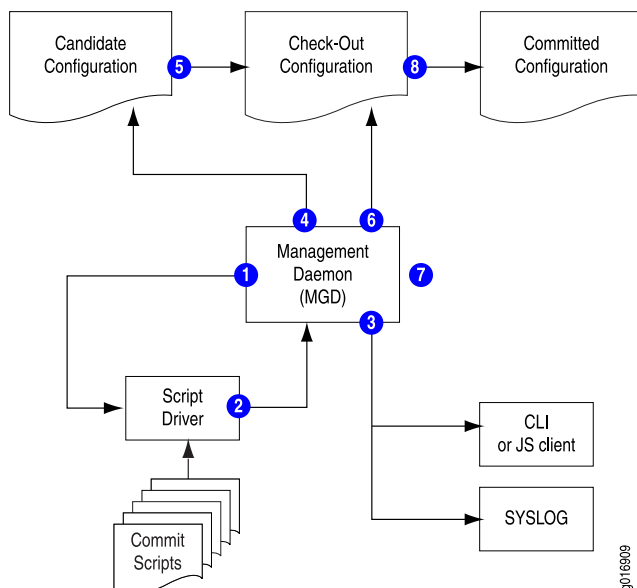 Candidate
Configuration
5
Check-Out
Configuration
8
Committed
Configuration
4
6
1
Management
Daemon
(MGD)
7
3
Script
Driver
2
CLI
or JS client
SYSLOG
Commit
Scripts
g016909